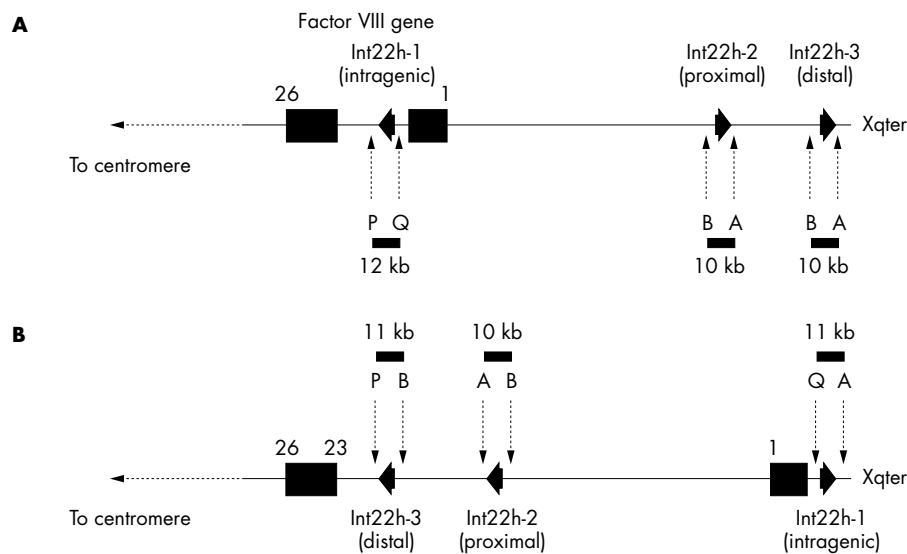 A
Factor VIII gene
Int22h-1
(intragenic)
Int22h-2
(proximal)
Int22h-3
(distal)
26
1
Xqter
To centromere
P Q
B A
B A
12 kb
10 kb
10 kb
B
11 kb
10 kb
11 kb
P B
A B
Q A
26 23
1
Xqter
To centromere
Int22h-3
(distal)
Int22h-2
(proximal)
Int22h-1
(intragenic)